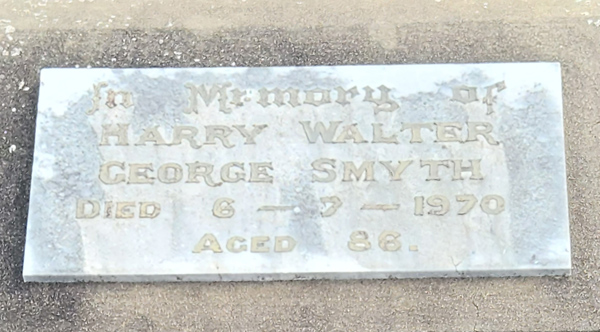 In Memory of
HARRY WALTER
GEORGE SMYTH
DIED 6 — 7 — 1970
AGED 86.